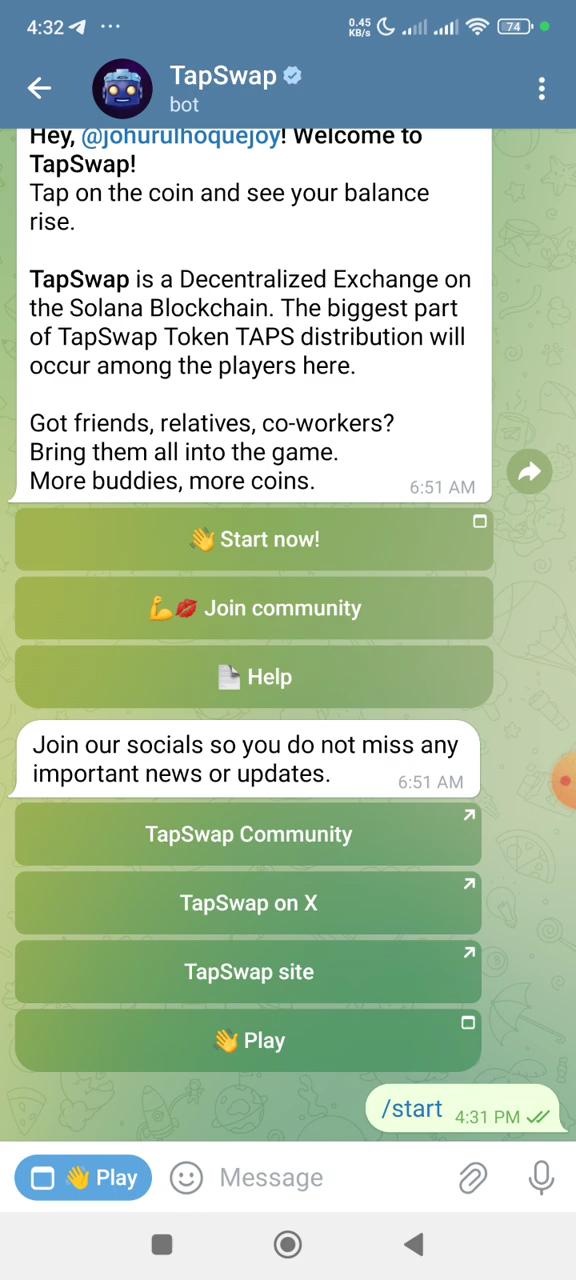 4:32 ...
0.45
KB/s
74
TapSwap
bot
Hey, @johurulhoquejoy! Welcome to
TapSwap!
Tap on the coin and see your balance
rise.
TapSwap is a Decentralized Exchange on
the Solana Blockchain. The biggest part
of TapSwap Token TAPS distribution will
occur among the players here.
Got friends, relatives, co-workers?
Bring them all into the game.
More buddies, more coins.
6:51 AM
👋 Start now!
💪💋 Join community
📄 Help
Join our socials so you do not miss any
important news or updates.
6:51 AM
TapSwap Community
TapSwap on X
TapSwap site
👋 Play
/start 4:31 PM
👋 Play
Message